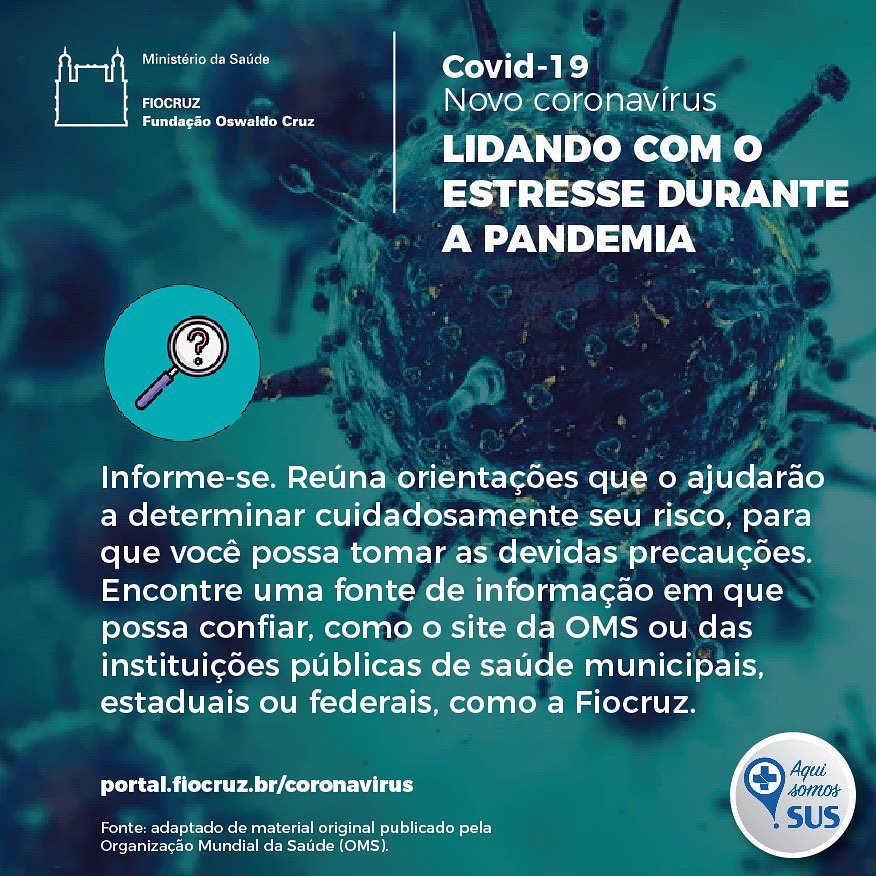 Ministério da Saúde
FIOCRUZ
Fundação Oswaldo Cruz
Covid-19
Novo coronavírus
LIDANDO COM O
ESTRESSE DURANTE
A PANDEMIA
?
Informe-se. Reúna orientações que o ajudarão
a determinar cuidadosamente seu risco, para
que você possa tomar as devidas precauções.
Encontre uma fonte de informação em que
possa confiar, como o site da OMS ou das
instituições públicas de saúde municipais,
estaduais ou federais, como a Fiocruz.
portal.fiocruz.br/coronavirus
Fonte: adaptado de material original publicado pela
Organização Mundial da Saúde (OMS).
Aqui
somos
SUS